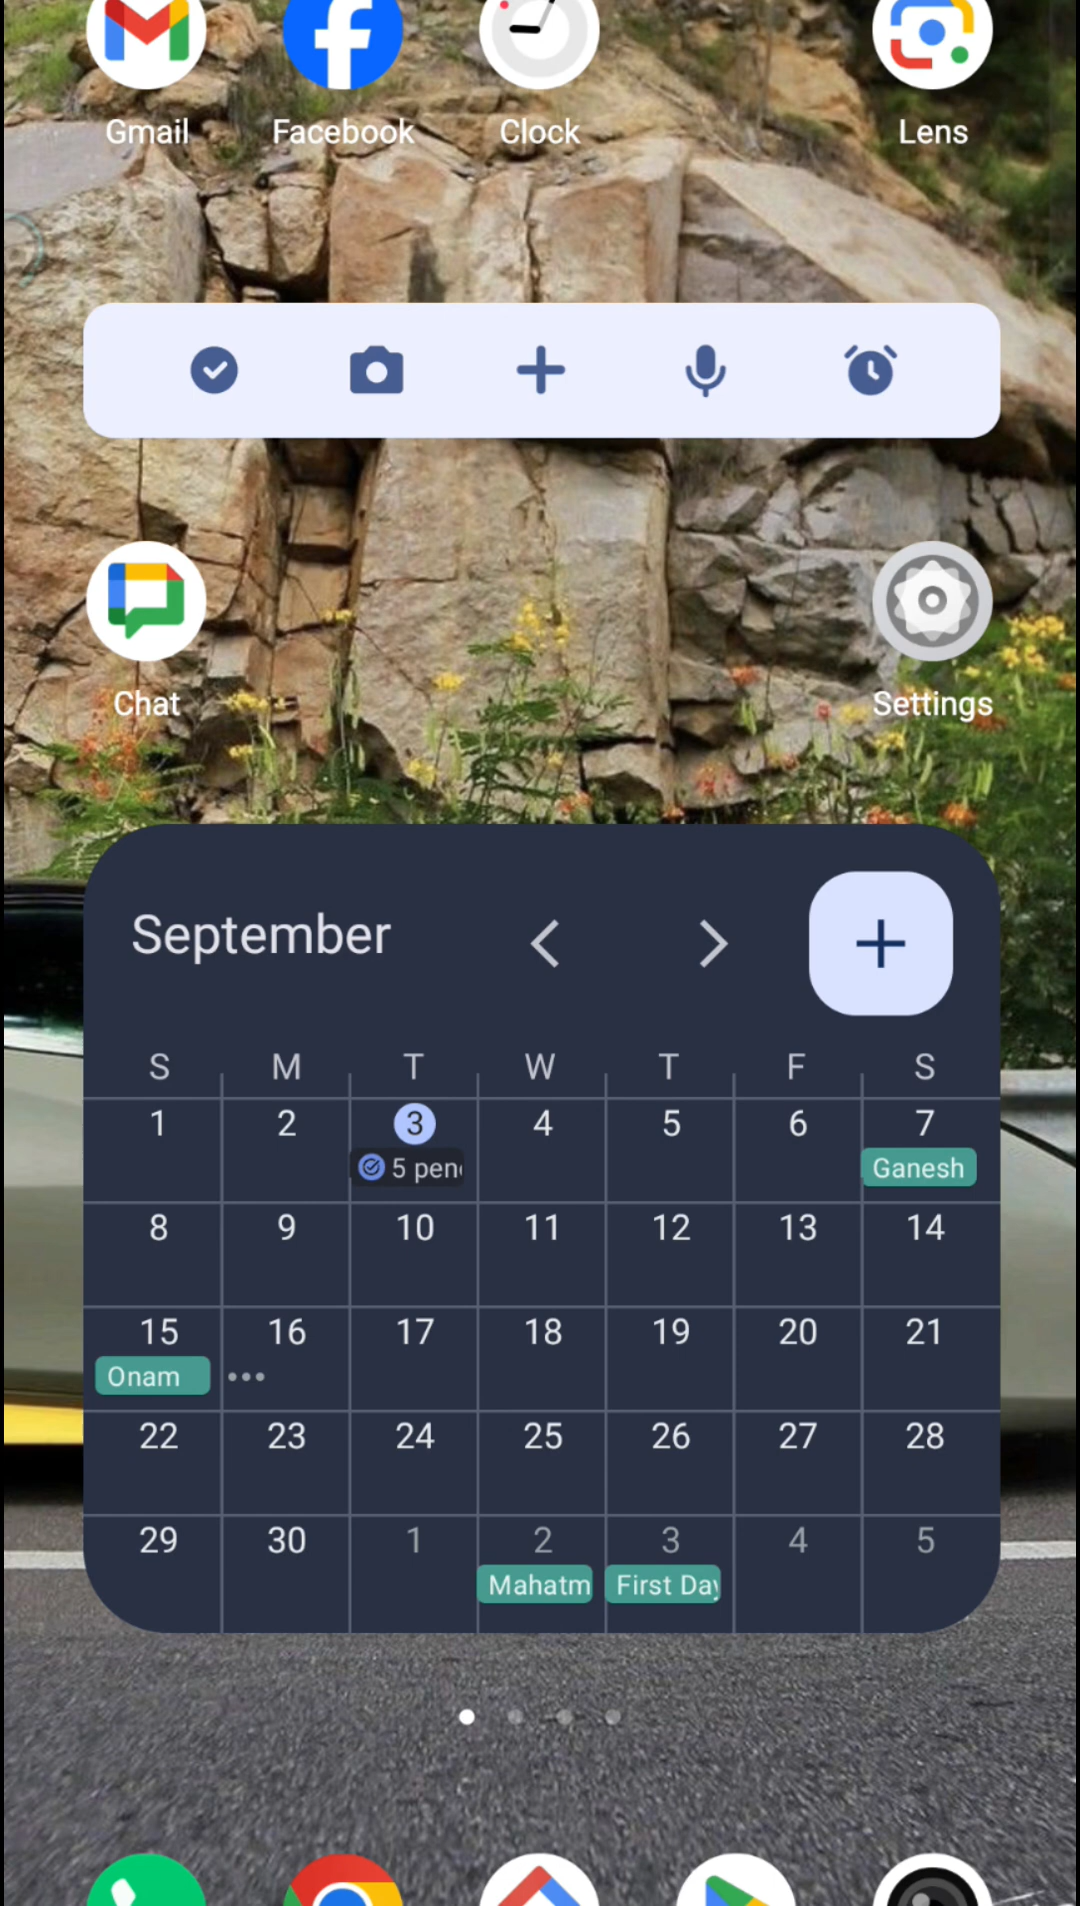 Gmail Facebook Clock Lens
Chat Settings
September
S M T W T F S
1 2 3 4 5 6 7
5 pen Ganesh
8 9 10 11 12 13 14
15 16 17 18 19 20 21
Onam •••
22 23 24 25 26 27 28
29 30 1 2 3 4 5
Mahatm First Day